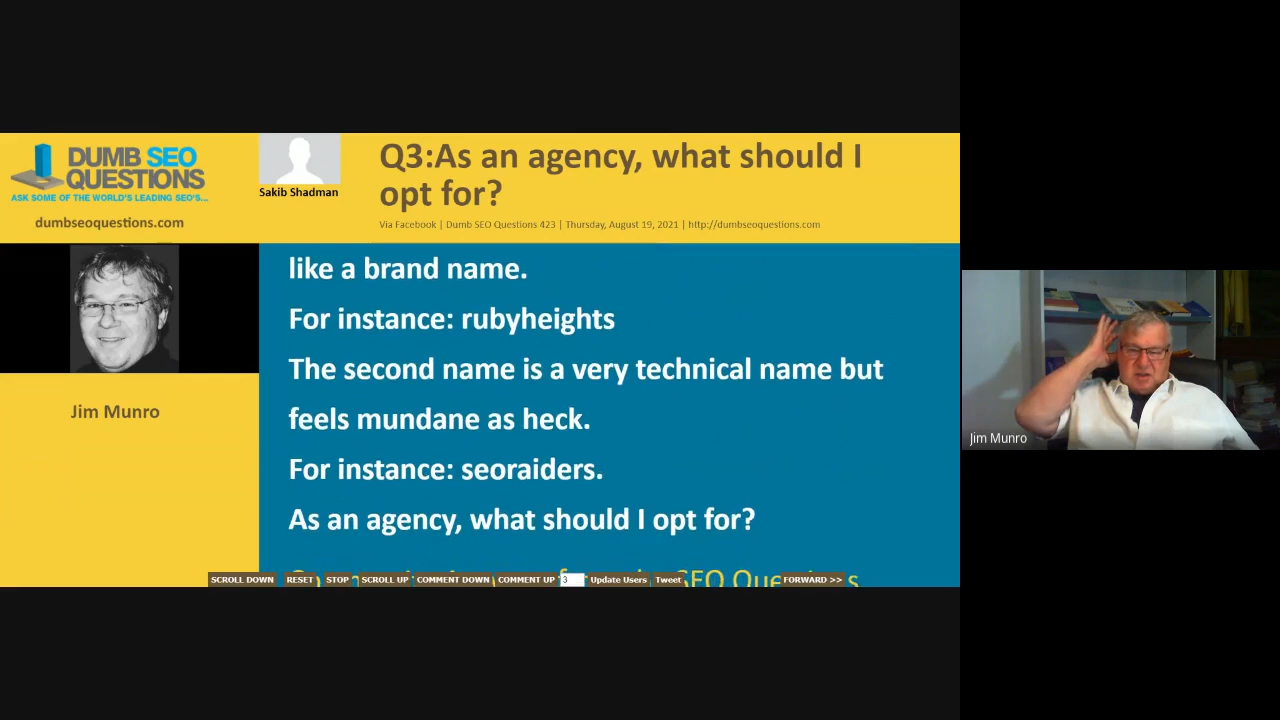 DUMB SEO
QUESTIONS
ASK SOME OF THE WORLD'S LEADING SEO'S...
dumbseoquestions.com
Sakib Shadman
Q3:As an agency, what should I
opt for?
Via Facebook | Dumb SEO Questions 423 | Thursday, August 19, 2021 | http://dumbseoquestions.com
Jim Munro
like a brand name.
For instance: rubyheights
The second name is a very technical name but
feels mundane as heck.
For instance: seoraiders.
As an agency, what should I opt for?
SEO
SCROLL DOWN RESET STOP SCROLL UP COMMENT DOWN COMMENT UP 3 Update Users Tweet FORWARD >>
Jim Munro